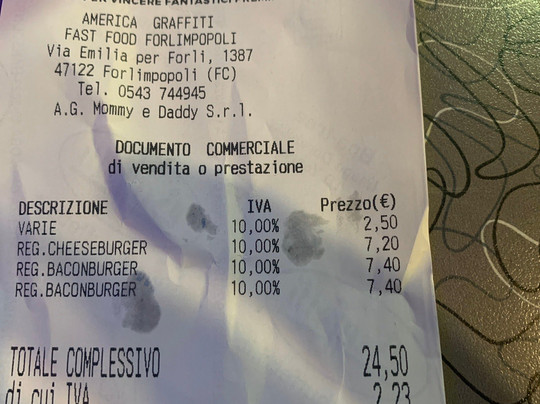 VINCERE FANTASTICI
AMERICA GRAFFITI
FAST FOOD FORLIMPOPOLI
Via Emilia per Forlì, 1387
47122 Forlimpopoli (FC)
Tel. 0543 744945
A.G. Mommy e Daddy S.r.l.
DOCUMENTO COMMERCIALE
di vendita o prestazione
DESCRIZIONE IVA Prezzo(€)
VARIE 10,00% 2,50
REG.CHEESEBURGER 10,00% 7,20
REG.BACONBURGER 10,00% 7,40
REG.BACONBURGER 10,00% 7,40
TOTALE COMPLESSIVO 24,50
di cui IVA 2,23